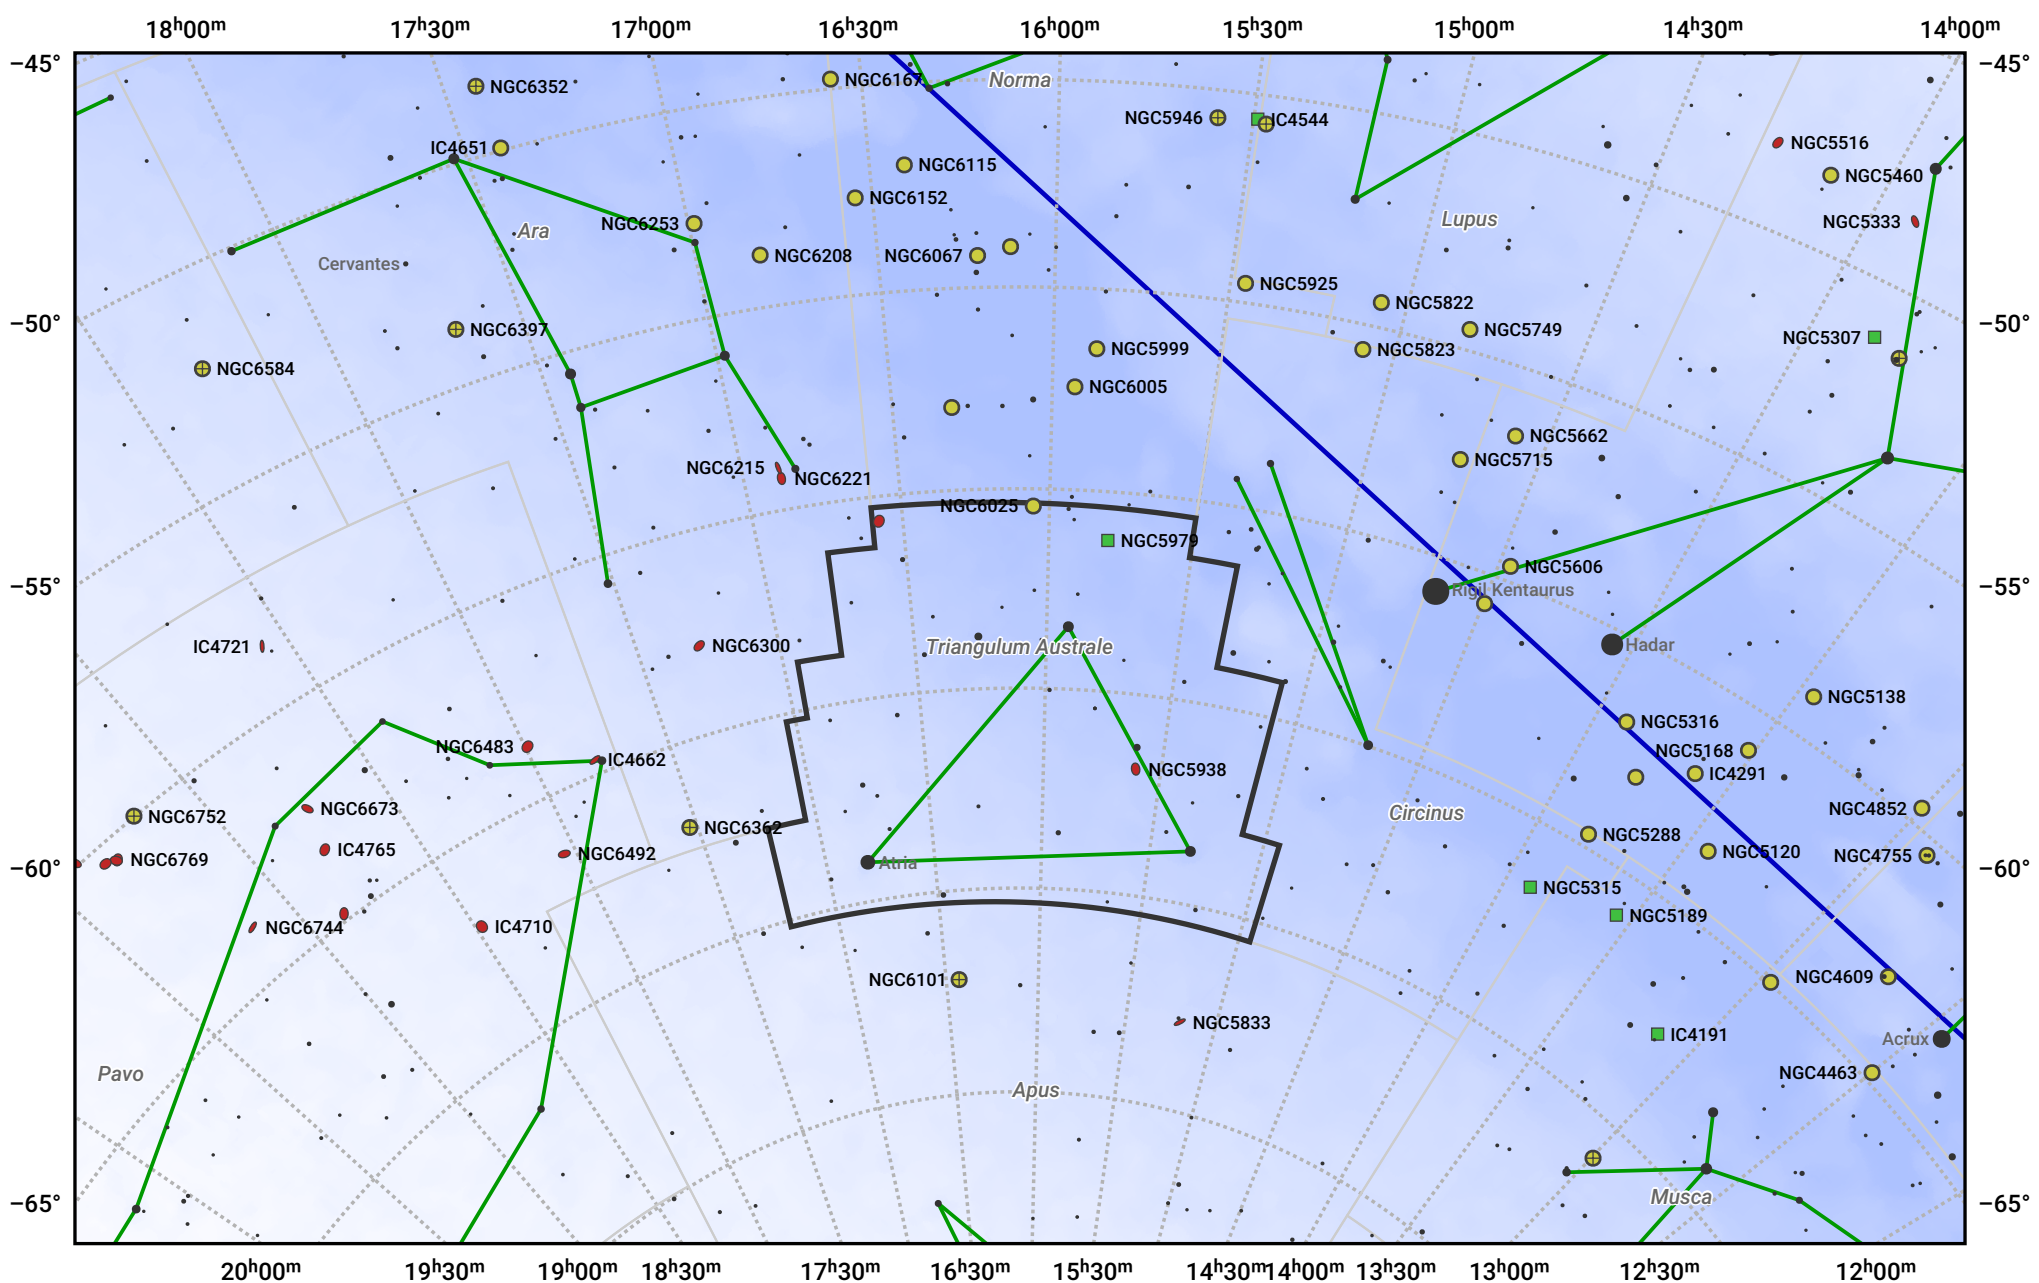 18h00m 17h30m 17h00m 16h30m 16h00m 15h30m 15h00m 14h30m 14h00m
−45° −45°
NGC6352 NGC6167 Norma
NGC5946 IC4544
IC4651 NGC5516
NGC6115 NGC5460
NGC6152
NGC6253 Ara Lupus NGC5333
NGC6208 NGC6067
Cervantes
NGC5925
NGC5822
−50° NGC6397 NGC5749 −50°
NGC5307
NGC5999 NGC5823
NGC6584
NGC6005
NGC5662
NGC5715
NGC6215 NGC6221
NGC6025
NGC5979
NGC5606
−55° Rigil Kentaurus −55°
IC4721 NGC6300 Triangulum Australe Hadar
NGC5138
NGC5316
NGC6483 NGC5168
IC4662 NGC5938 IC4291
NGC6673 NGC4852
NGC6752 Circinus
NGC6362 NGC5288
IC4765 NGC6492 NGC5120 NGC4755
NGC6769 Atria
−60° −60°
NGC5315
NGC5189
NGC6744 IC4710
NGC6101 NGC4609
NGC5833
IC4191 Acrux
Pavo NGC4463
Apus
Musca
−65° −65°
20h00m 19h30m 19h00m 18h30m 17h30m 16h30m 15h30m 14h30m 14h00m 13h30m 13h00m 12h30m 12h00m